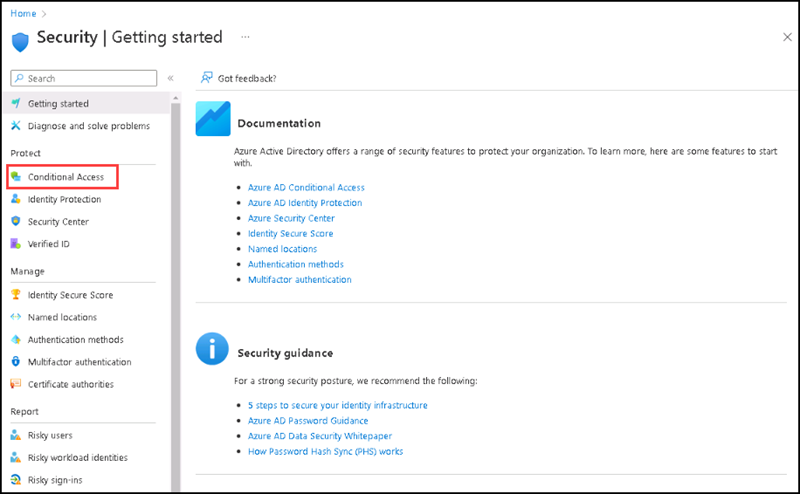 Home >
Security | Getting started ...
Search
Getting started
Diagnose and solve problems
Protect
Conditional Access
Identity Protection
Security Center
Verified ID
Manage
Identity Secure Score
Named locations
Authentication methods
Multifactor authentication
Certificate authorities
Report
Risky users
Risky workload identities
Risky sign-ins
Got feedback?
Documentation
Azure Active Directory offers a range of security features to protect your organization. To learn more, here are some features to start
with.
• Azure AD Conditional Access
• Azure AD Identity Protection
• Azure Security Center
• Identity Secure Score
• Named locations
• Authentication methods
• Multifactor authentication
Security guidance
For a strong security posture, we recommend the following:
• 5 steps to secure your identity infrastructure
• Azure AD Password Guidance
• Azure AD Data Security Whitepaper
• How Password Hash Sync (PHS) works